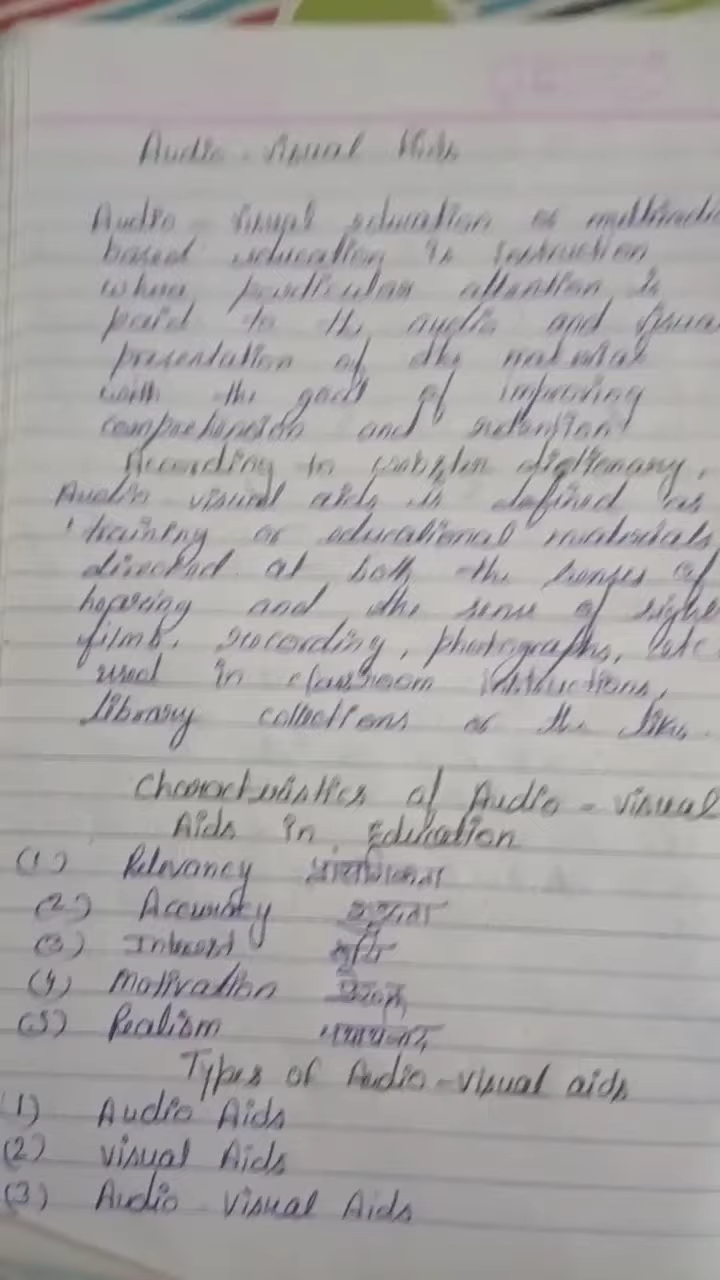 Audio - Visual Aids
Audio - Visual education or multimedia
based education is instruction
where particular attention is
paid to the audio and visual
presentation of the material
with the goal of improving
comprehension and retention
According to Webster dictionary,
Audio - visual aids is defined as
'training or educational materials
directed at both the senses of
hearing and the sense of sight
films, recording, photographs, etc
used in classroom instructions,
library collections or the like.
Characteristics of Audio - Visual
Aids in Education
(1) Relevancy
(2) Accuracy
(3) Interest रुचि
(4) Motivation
(5) Realism
Types of Audio - visual aids
(1) Audio Aids
(2) Visual Aids
(3) Audio Visual Aids